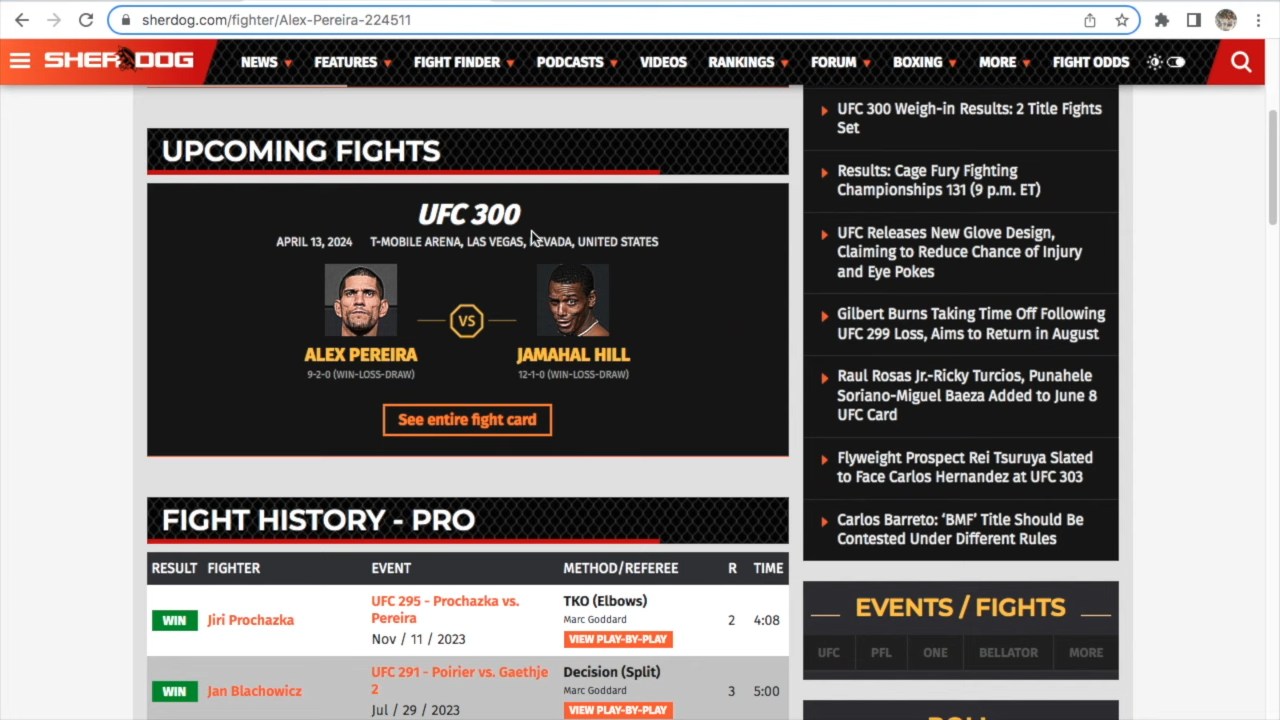 sherdog.com/fighter/Alex-Pereira-224511
SHERDOG
NEWS
FEATURES
FIGHT FINDER
PODCASTS
VIDEOS
RANKINGS
FORUM
BOXING
MORE
FIGHT ODDS
UPCOMING FIGHTS
UFC 300
APRIL 13, 2024 T-MOBILE ARENA, LAS VEGAS, NEVADA, UNITED STATES
VS
ALEX PEREIRA
9-2-0 (WIN-LOSS-DRAW)
JAMAHAL HILL
12-1-0 (WIN-LOSS-DRAW)
See entire fight card
FIGHT HISTORY - PRO
RESULT FIGHTER EVENT METHOD/REFEREE R TIME
WIN
Jiri Prochazka
UFC 295 - Prochazka vs.
Pereira
Nov / 11 / 2023
TKO (Elbows)
Marc Goddard
VIEW PLAY-BY-PLAY
2
4:08
WIN
Jan Blachowicz
UFC 291 - Poirier vs. Gaethje
2
Jul / 29 / 2023
Decision (Split)
Marc Goddard
VIEW PLAY-BY-PLAY
3
5:00
UFC 300 Weigh-in Results: 2 Title Fights
Set
Results: Cage Fury Fighting
Championships 131 (9 p.m. ET)
UFC Releases New Glove Design,
Claiming to Reduce Chance of Injury
and Eye Pokes
Gilbert Burns Taking Time Off Following
UFC 299 Loss, Aims to Return in August
Raul Rosas Jr.-Ricky Turcios, Punahele
Soriano-Miguel Baeza Added to June 8
UFC Card
Flyweight Prospect Rei Tsuruya Slated
to Face Carlos Hernandez at UFC 303
Carlos Barreto: ‘BMF’ Title Should Be
Contested Under Different Rules
EVENTS / FIGHTS
UFC
PFL
ONE
BELLATOR
MORE